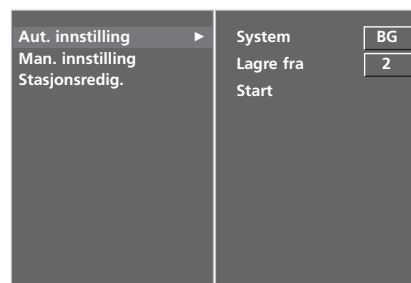 Aut. innstilling ►
Man. innstilling
Stasjonsredig.
System BG
Lagre fra 2
Start